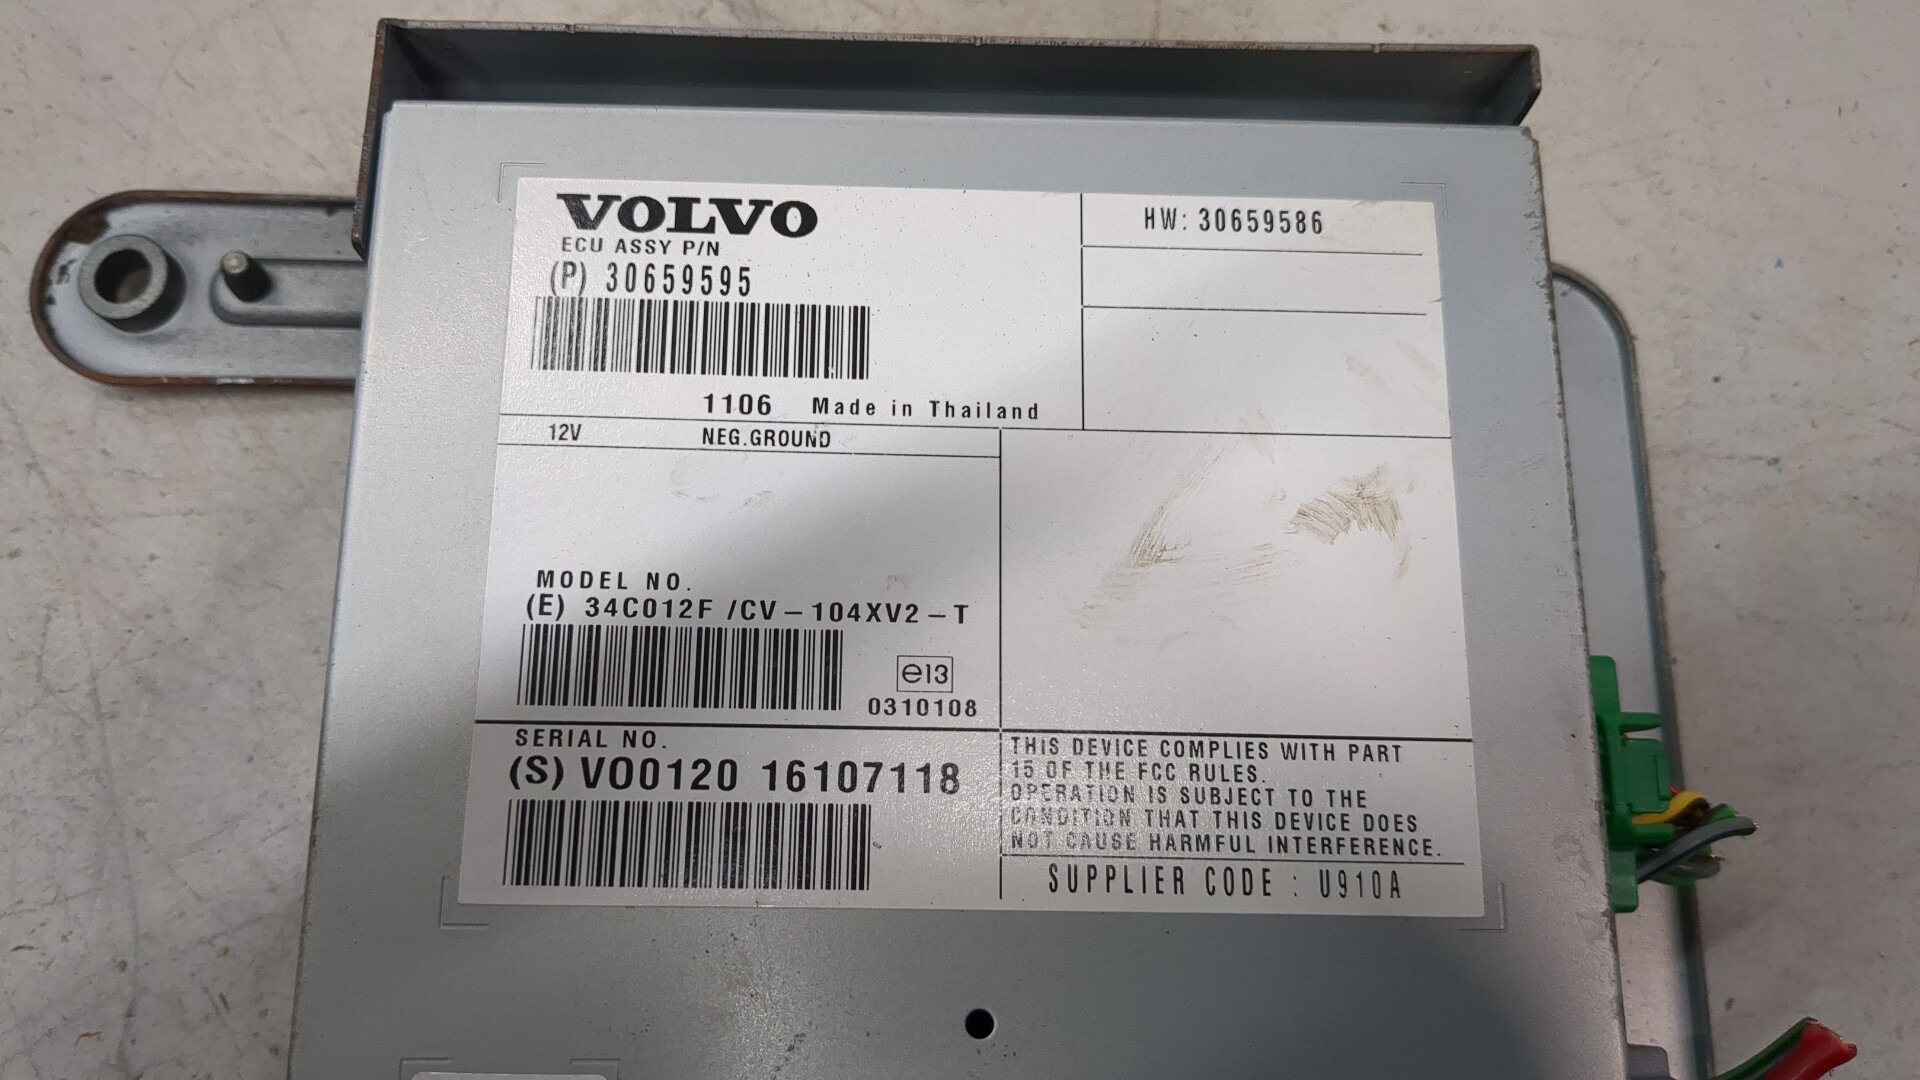 VOLVO
ECU ASSY P/N
(P) 30659595
1106 Made in Thailand
HW: 30659586
12V NEG.GROUND
MODEL NO.
(E) 34C012F /CV-104XV2-T
e13
0310108
SERIAL NO.
(S) VO0120 16107118
THIS DEVICE COMPLIES WITH PART
15 OF THE FCC RULES.
OPERATION IS SUBJECT TO THE
CONDITION THAT THIS DEVICE DOES
NOT CAUSE HARMFUL INTERFERENCE.
SUPPLIER CODE : U910A